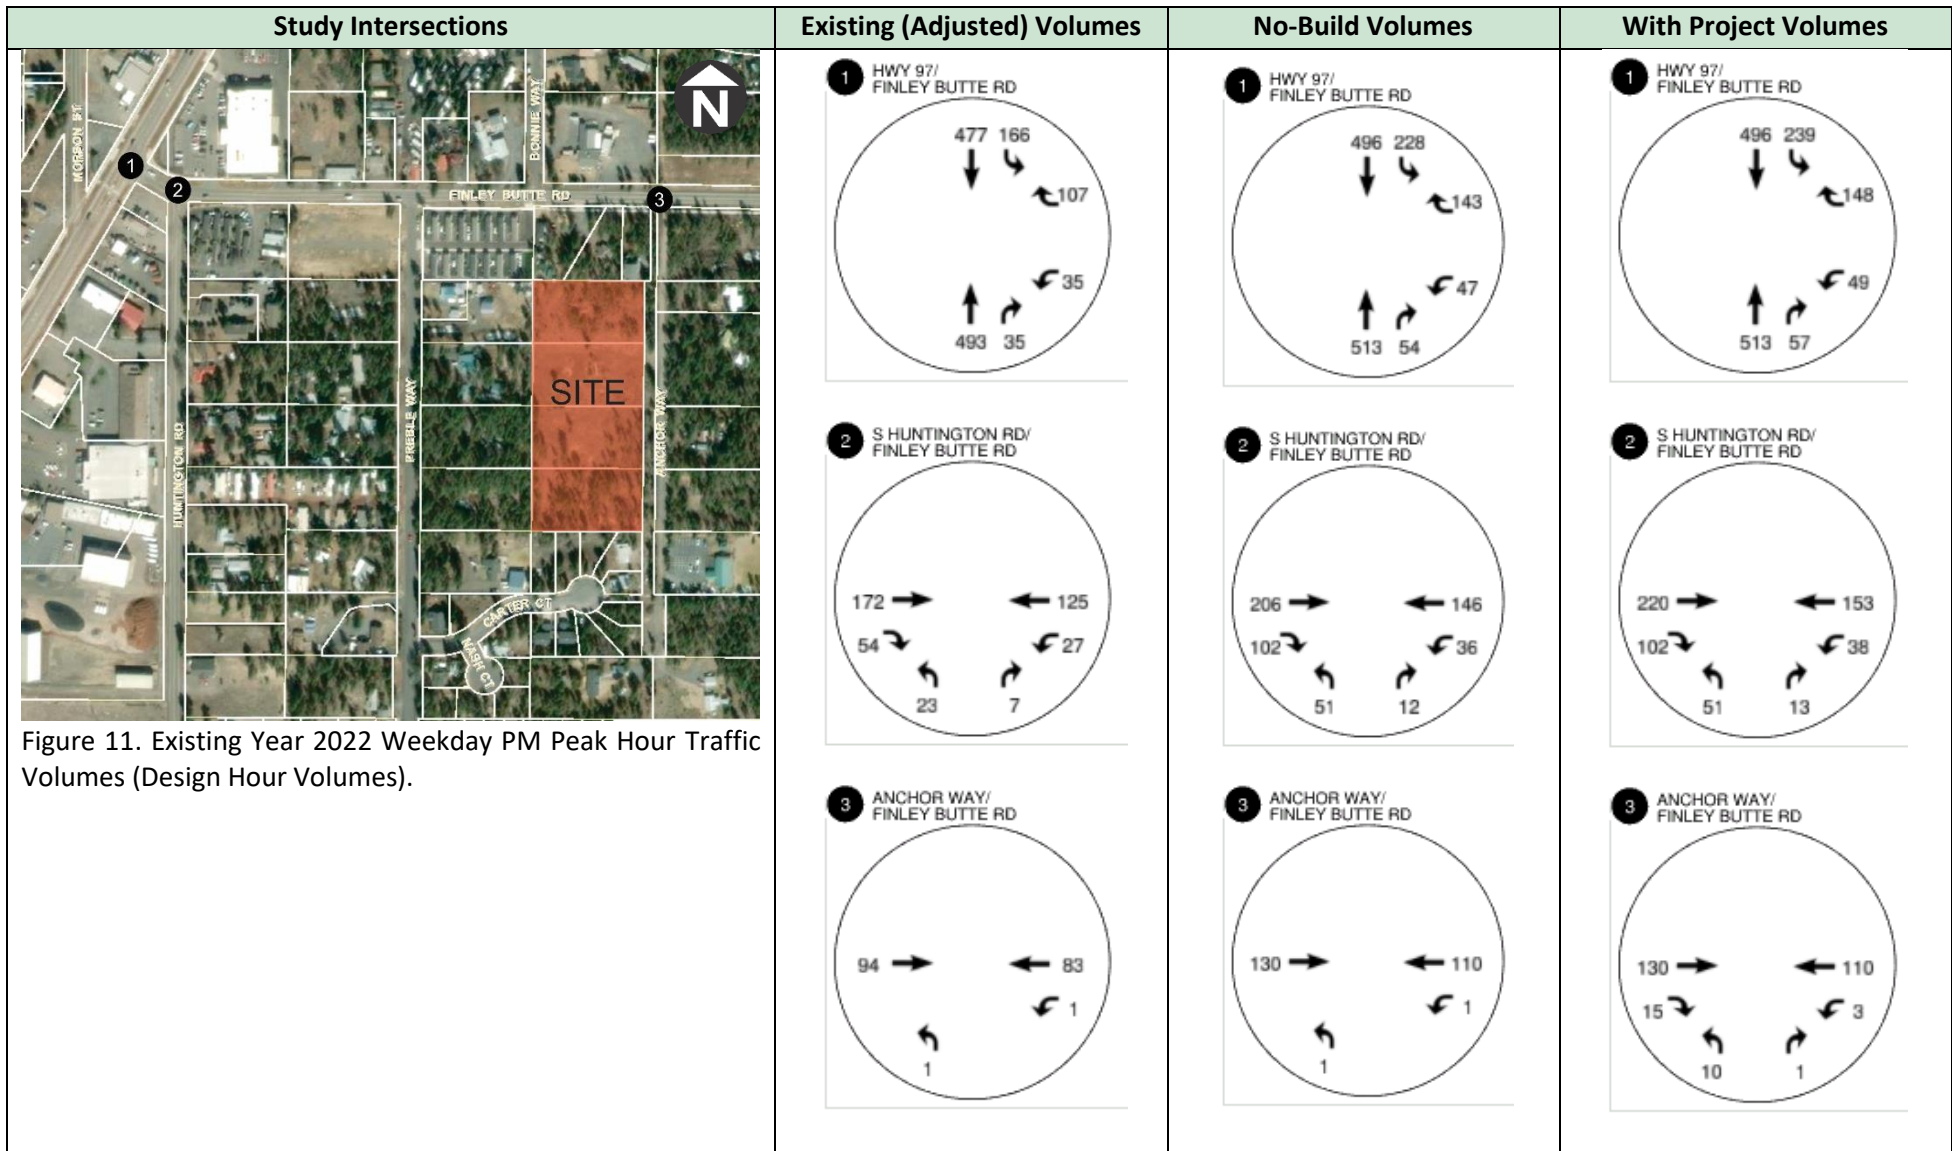 Study Intersections
Existing (Adjusted) Volumes
No-Build Volumes
With Project Volumes
N
MORSON ST
BONNIE WAY
1
2
FINLEY BUTTE RD
3
SITE
HUNTINGTON RD
PREBLE WAY
ANCHOR WAY
CARTER CT
NASH CT
Figure 11. Existing Year 2022 Weekday PM Peak Hour Traffic
Volumes (Design Hour Volumes).
1 HWY 97/
FINLEY BUTTE RD
477 166
107
35
493 35
2 S HUNTINGTON RD/
FINLEY BUTTE RD
172 125
54 27
23 7
3 ANCHOR WAY/
FINLEY BUTTE RD
94 83
1
1
1 HWY 97/
FINLEY BUTTE RD
496 228
143
47
513 54
2 S HUNTINGTON RD/
FINLEY BUTTE RD
206 146
102 36
51 12
3 ANCHOR WAY/
FINLEY BUTTE RD
130 110
1
1
1 HWY 97/
FINLEY BUTTE RD
496 239
148
49
513 57
2 S HUNTINGTON RD/
FINLEY BUTTE RD
220 153
102 38
51 13
3 ANCHOR WAY/
FINLEY BUTTE RD
130 110
15 3
10 1